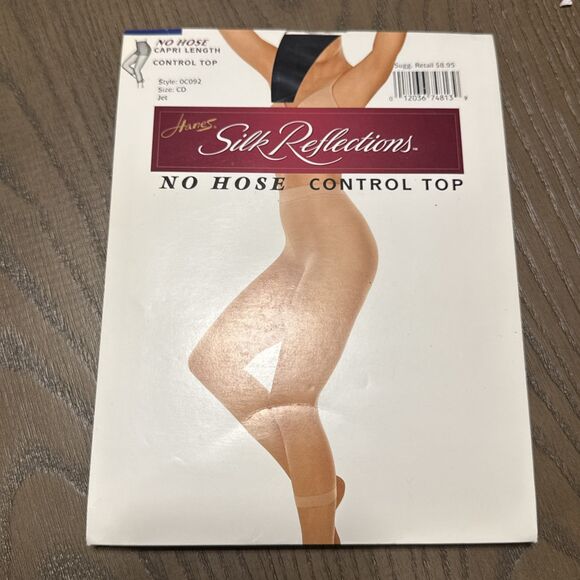 NO HOSE
CAPRI LENGTH
CONTROL TOP
Style: 0C092
Size: CD
Jet
Sugg. Retail $8.95
0 12036 74813 9
Hanes
Silk Reflections™
NO HOSE CONTROL TOP